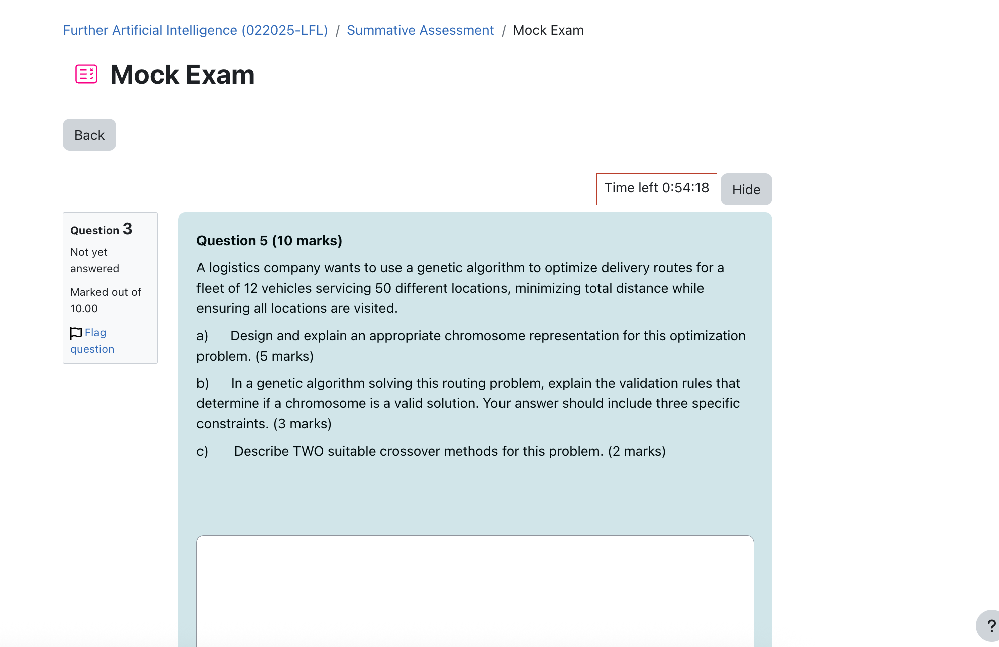 Further Artificial Intelligence (022025-LFL) / Summative Assessment / Mock Exam
Mock Exam
Back
Time left 0:54:18
Hide
Question 3
Not yet
answered
Marked out of
10.00
Flag
question
Question 5 (10 marks)
A logistics company wants to use a genetic algorithm to optimize delivery routes for a
fleet of 12 vehicles servicing 50 different locations, minimizing total distance while
ensuring all locations are visited.
a) Design and explain an appropriate chromosome representation for this optimization
problem. (5 marks)
b) In a genetic algorithm solving this routing problem, explain the validation rules that
determine if a chromosome is a valid solution. Your answer should include three specific
constraints. (3 marks)
c) Describe TWO suitable crossover methods for this problem. (2 marks)
?